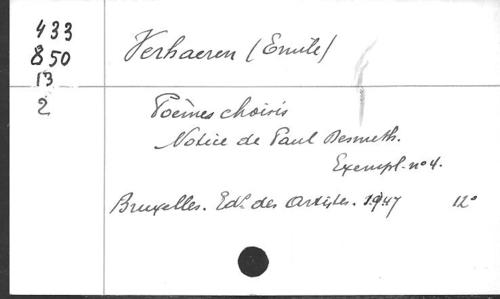 433
850
13
2
Verhaeren (Emile)
Poèmes choisis
Notice de Paul Desmeth.
Exempl. n° 4.
Bruxelles. Edt. des Artistes. 1947 12°